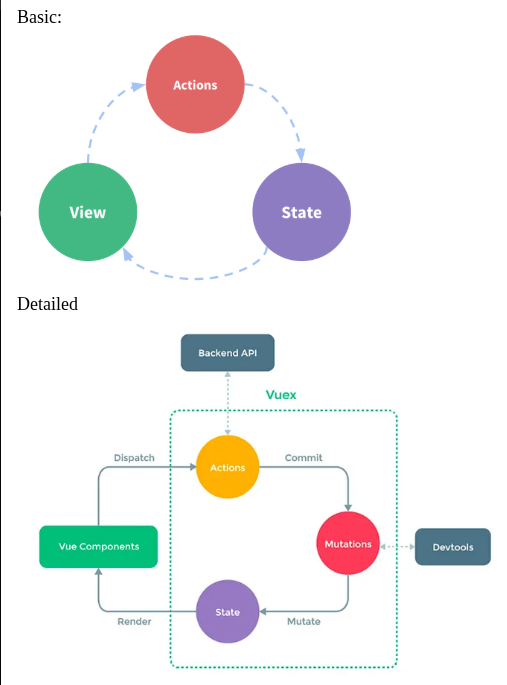 Basic:
Actions
View
State
Detailed
Backend API
Vuex
Dispatch
Actions
Commit
Vue Components
Mutations
Devtools
State
Render
Mutate